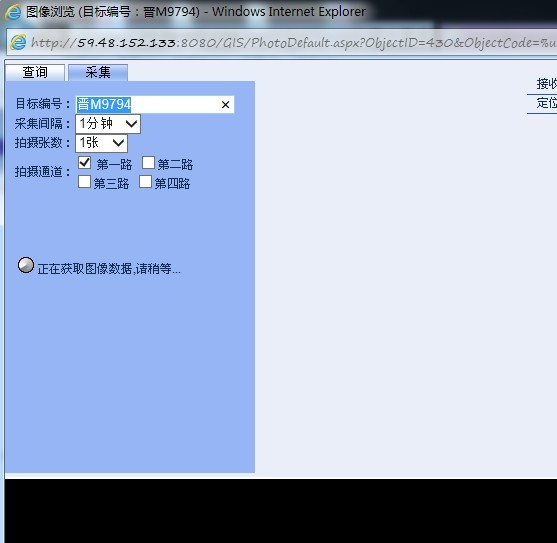 图像浏览 (目标编号：晋M9794) - Windows Internet Explorer
http://59.48.152.133:8080/GIS/PhotoDefault.aspx?ObjectID=430&ObjectCode=%u
查询 采集
接收
定位
目标编号：晋M9794
采集间隔：1分钟
拍摄张数：1张
拍摄通道：第一路 第二路
第三路 第四路
正在获取图像数据,请稍等...